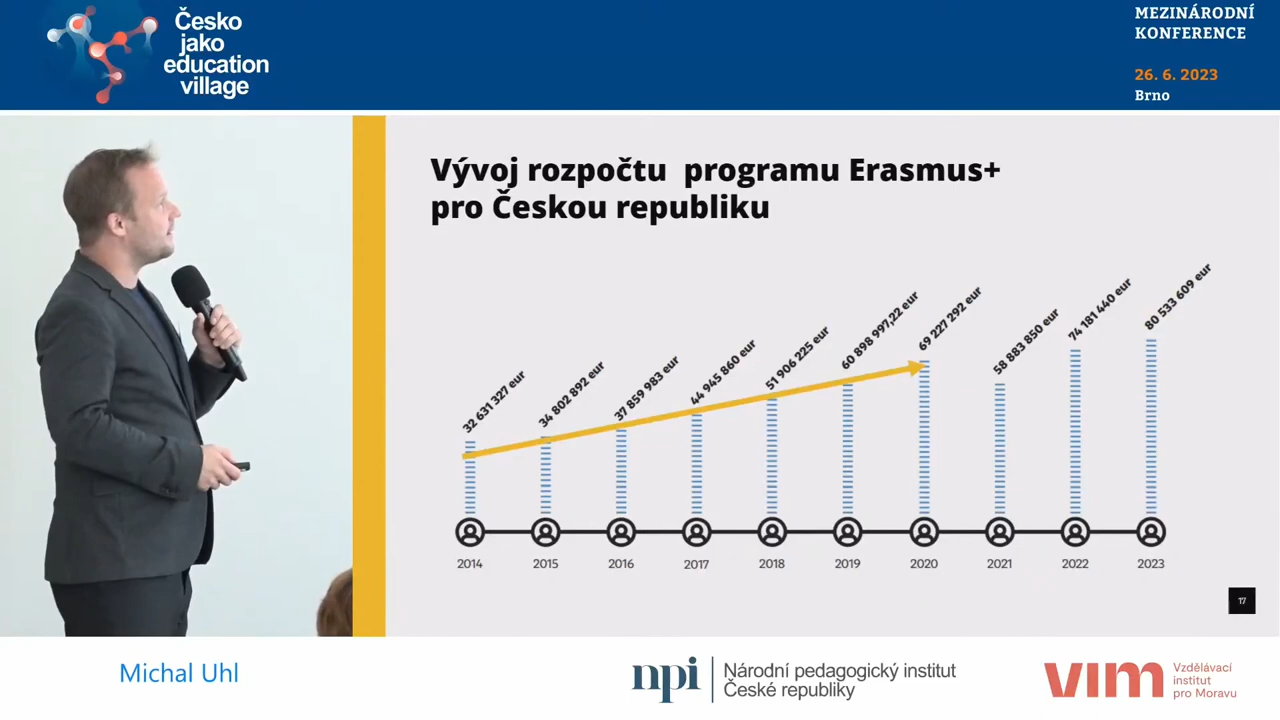 Česko
jako
education
village
MEZINÁRODNÍ
KONFERENCE
26. 6. 2023
Brno
Vývoj rozpočtu programu Erasmus+
pro Českou republiku
32 631 327 eur
34 802 892 eur
37 859 983 eur
44 945 860 eur
51 906 225 eur
60 898 997,22 eur
69 227 292 eur
58 883 850 eur
74 181 440 eur
80 533 609 eur
2014
2015
2016
2017
2018
2019
2020
2021
2022
2023
17
Michal Uhl
npi
Národní pedagogický institut
České republiky
vim
Vzdělávací
institut
pro Moravu